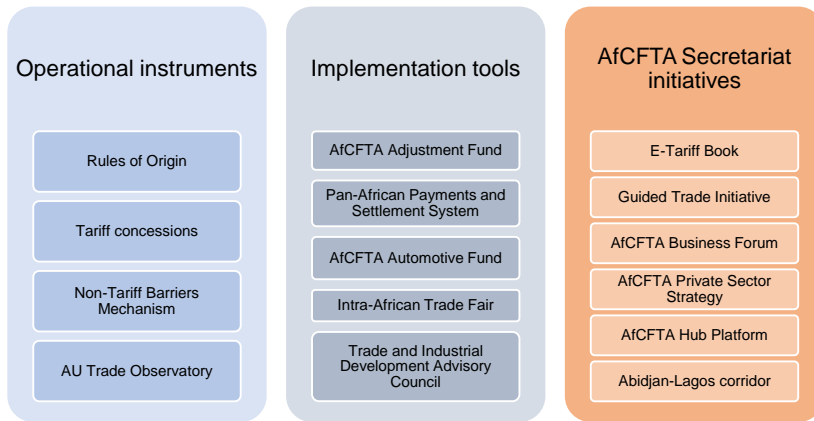 Operational instruments
Rules of Origin
Tariff concessions
Non-Tariff Barriers
Mechanism
AU Trade Observatory
Implementation tools
AfCFTA Adjustment Fund
Pan-African Payments and
Settlement System
AfCFTA Automotive Fund
Intra-African Trade Fair
Trade and Industrial
Development Advisory
Council
AfCFTA Secretariat
initiatives
E-Tariff Book
Guided Trade Initiative
AfCFTA Business Forum
AfCFTA Private Sector
Strategy
AfCFTA Hub Platform
Abidjan-Lagos corridor